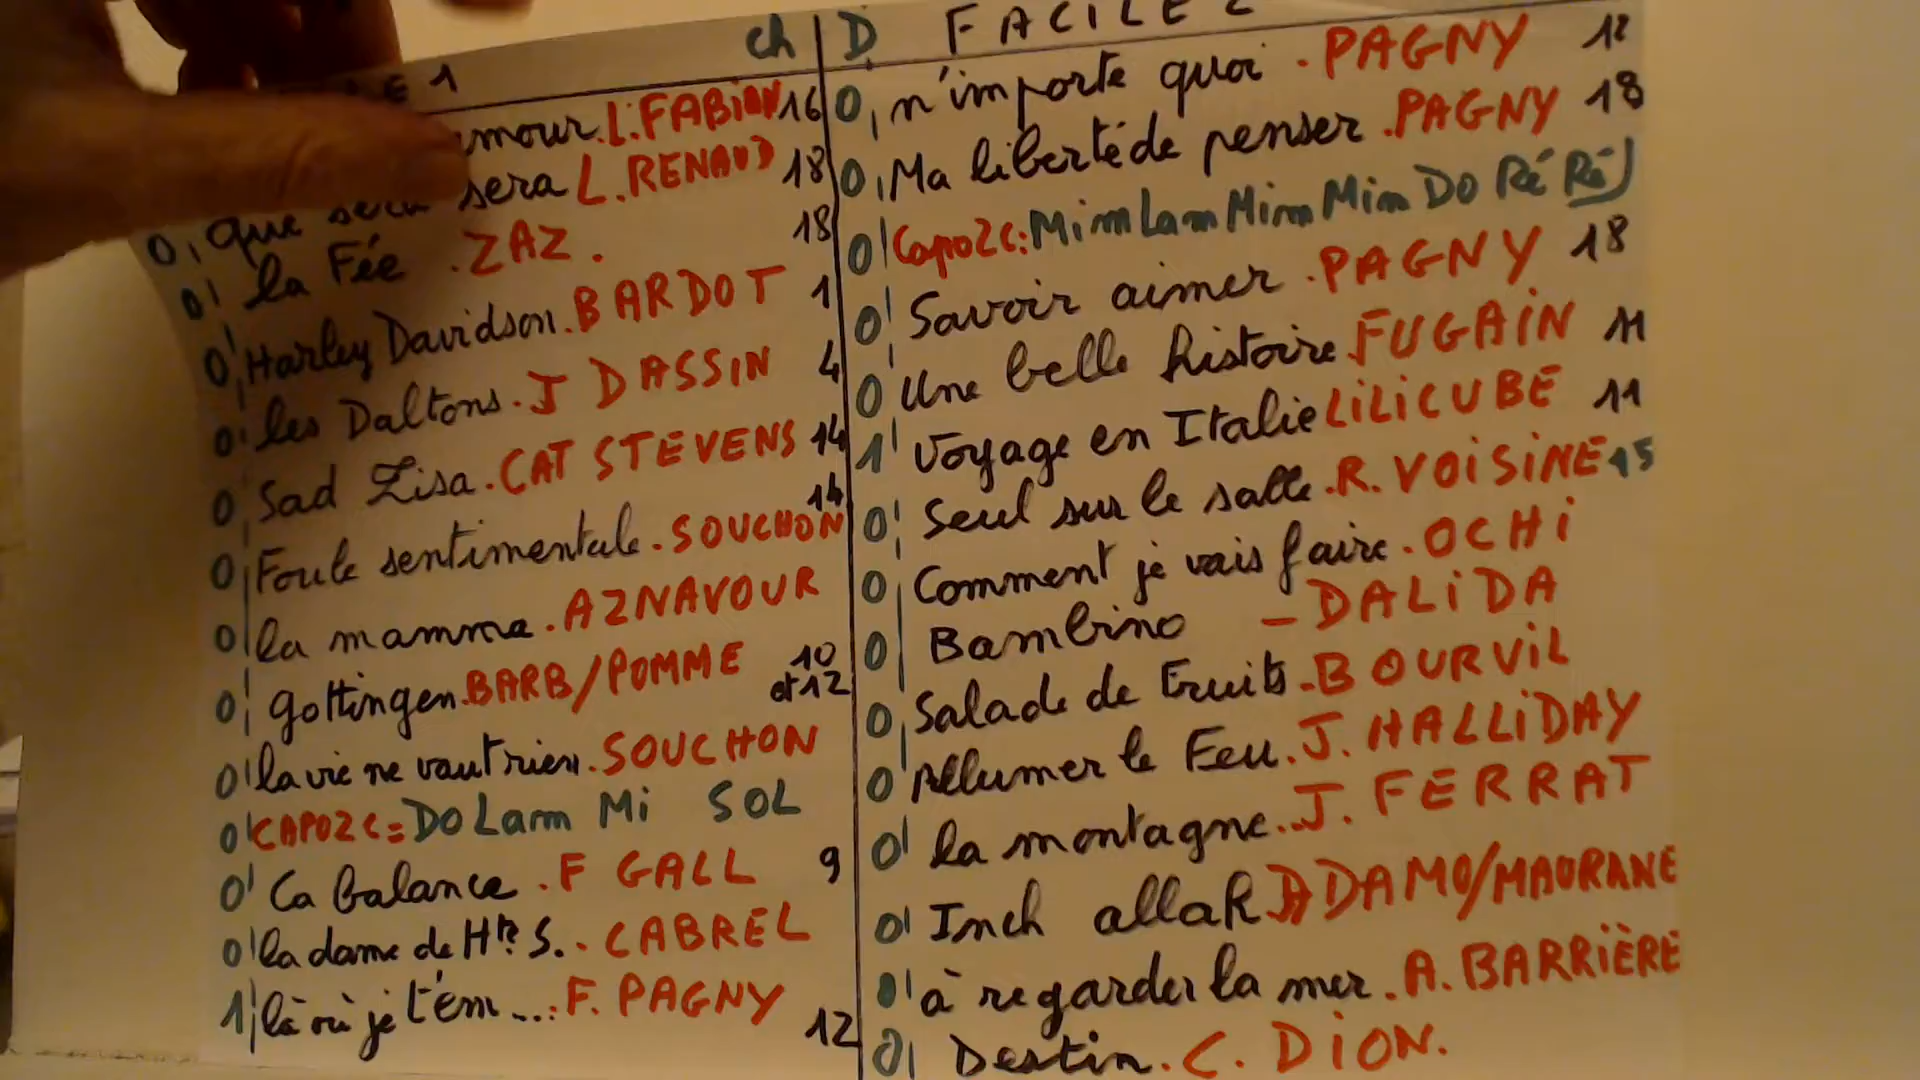 LE 1 ch
amour. L. FABIAN 16
0 que sera sera L. RENAUD 18
0 la Fée . ZAZ . 18
0 Harley Davidson. BARDOT 1
0 les Daltons. J DASSIN 4
0 Sad Lisa. CAT STEVENS 14
0 Foule sentimentale. SOUCHON 14
0 la mamma. AZNAVOUR
0 Gottingen. BARB/POMME 10 et 12
0 la vie ne vaut rien. SOUCHON
0 CAPO2C= DO Lam Mi SOL
0 Ca balance . F GALL 9
0 la dame de Hte S. . CABREL
1 là où je t'em ... F. PAGNY 12
D FACILE 2
0 n'importe quoi . PAGNY 12
0 Ma liberté de penser . PAGNY 18
0 Capo2C: Mim Lam Mim Mim DO Ré Ré)
0 Savoir aimer . PAGNY 18
0 Une belle histoire. FUGAIN 11
1 Voyage en Italie LILICUBE 11
0 Seul sur le salle. R. VOISINE 15
0 Comment je vais faire. OCHI
0 Bambino - DALIDA
0 Salade de Fruits. BOURVIL
0 Allumer le Feu. J. HALLIDAY
0 la montagne.. J. FERRAT
0 Inch allah ADAMO/MAURANE
0 à regarder la mer. A. BARRIÈRE
0 Destin. C. DION.